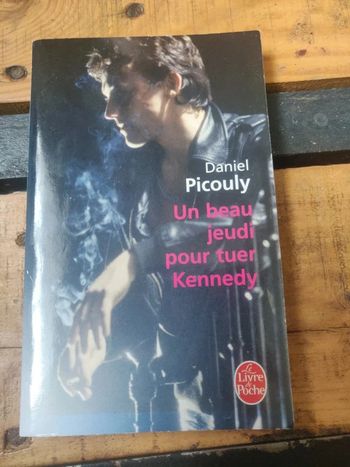 Daniel
Picouly
Un beau
jeudi
pour tuer
Kennedy
Le
Livre
de
Poche